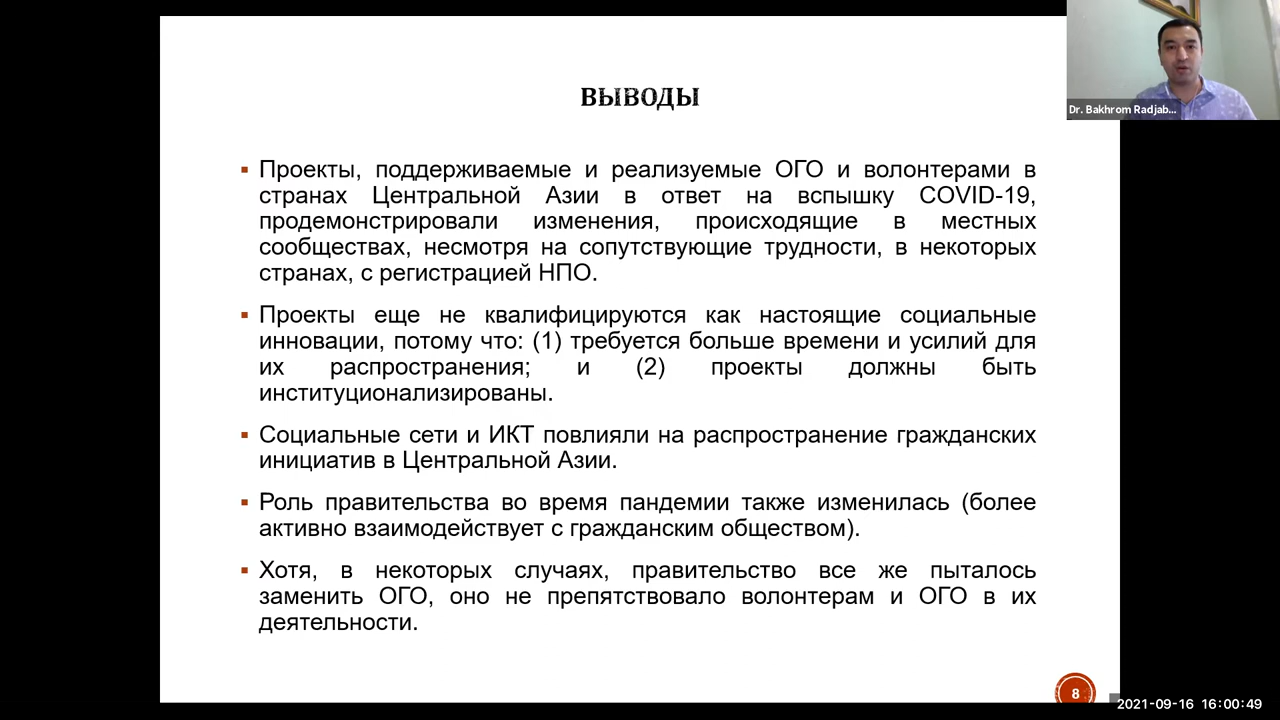 ВЫВОДЫ
Dr. Bakhrom Radjab...
Проекты, поддерживаемые и реализуемые ОГО и волонтерами в
странах Центральной Азии в ответ на вспышку COVID-19,
продемонстрировали изменения, происходящие в местных
сообществах, несмотря на сопутствующие трудности, в некоторых
странах, с регистрацией НПО.
Проекты еще не квалифицируются как настоящие социальные
инновации, потому что: (1) требуется больше времени и усилий для
их распространения; и (2) проекты должны быть
институционализированы.
Социальные сети и ИКТ повлияли на распространение гражданских
инициатив в Центральной Азии.
Роль правительства во время пандемии также изменилась (более
активно взаимодействует с гражданским обществом).
Хотя, в некоторых случаях, правительство все же пыталось
заменить ОГО, оно не препятствовало волонтерам и ОГО в их
деятельности.
8
2021-09-16 16:00:49